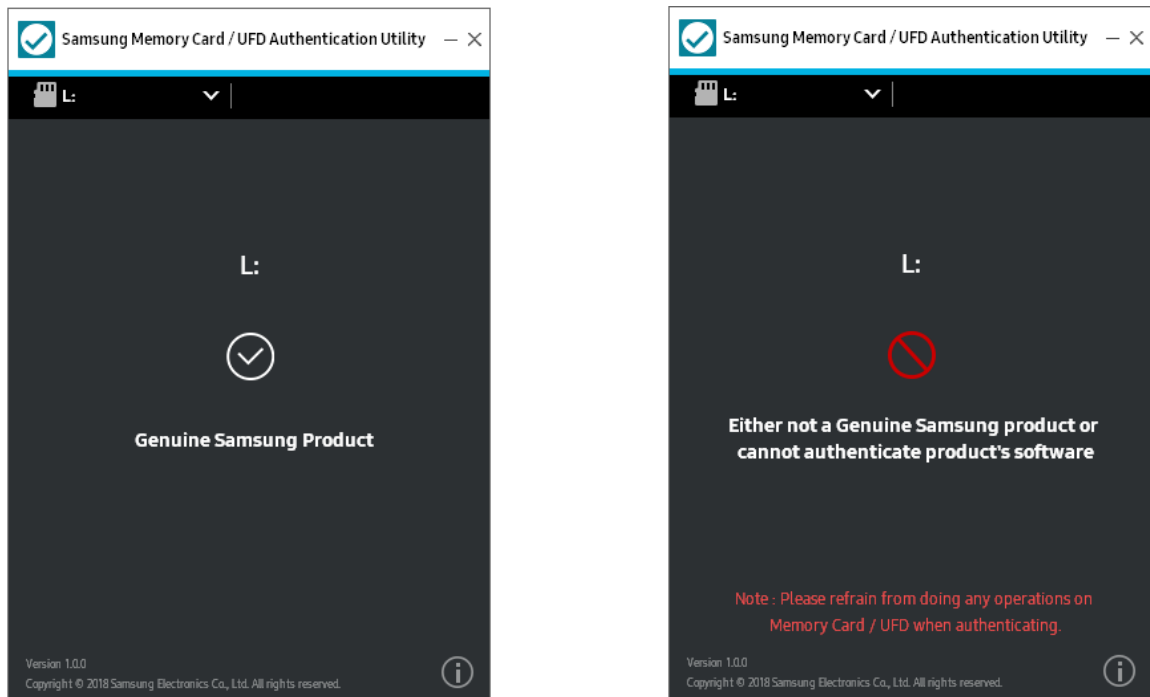 Samsung Memory Card / UFD Authentication Utility
L:
L:
Genuine Samsung Product
Version 1.0.0
Copyright © 2018 Samsung Electronics Co., Ltd. All rights reserved.
Samsung Memory Card / UFD Authentication Utility
L:
L:
Either not a Genuine Samsung product or
cannot authenticate product's software
Note : Please refrain from doing any operations on
Memory Card / UFD when authenticating.
Version 1.0.0
Copyright © 2018 Samsung Electronics Co., Ltd. All rights reserved.